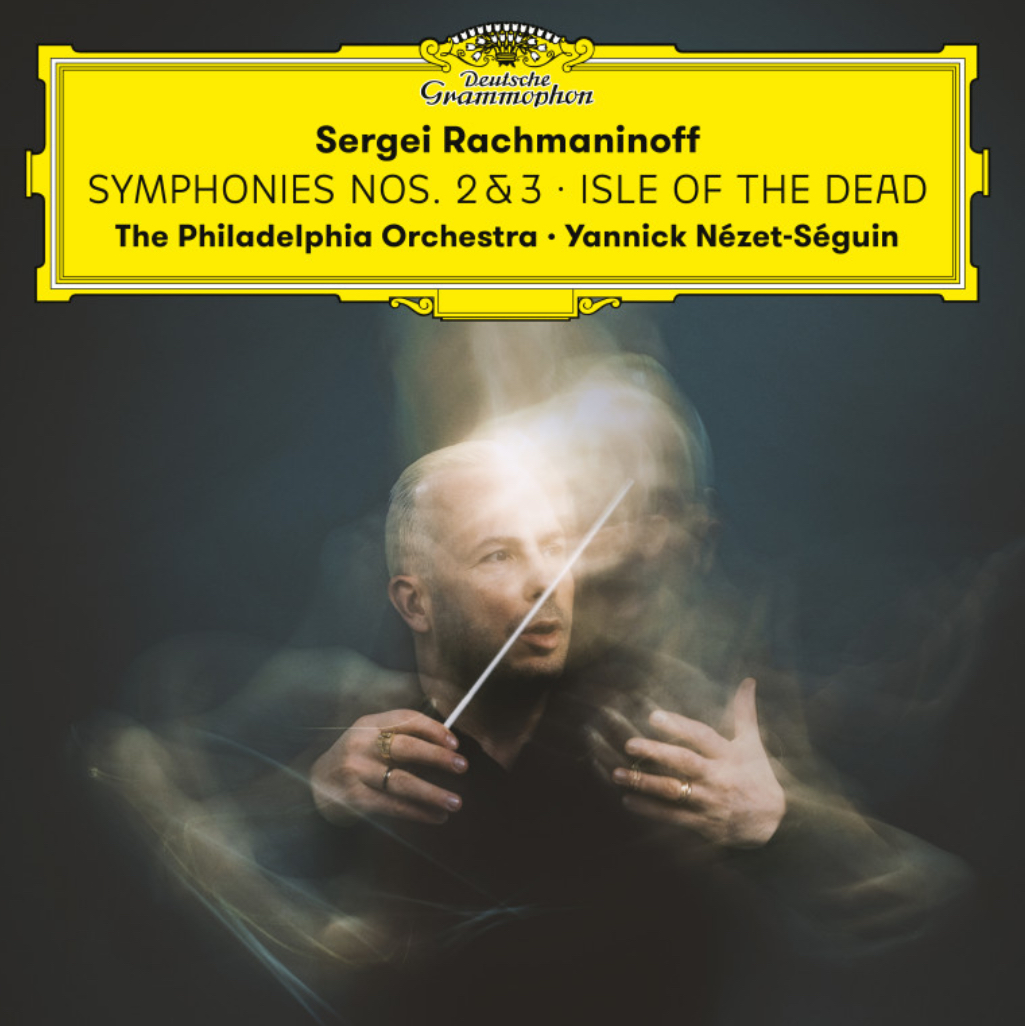 Deutsche
Grammophon
Sergei Rachmaninoff
SYMPHONIES NOS. 2 & 3 · ISLE OF THE DEAD
The Philadelphia Orchestra · Yannick Nézet-Séguin